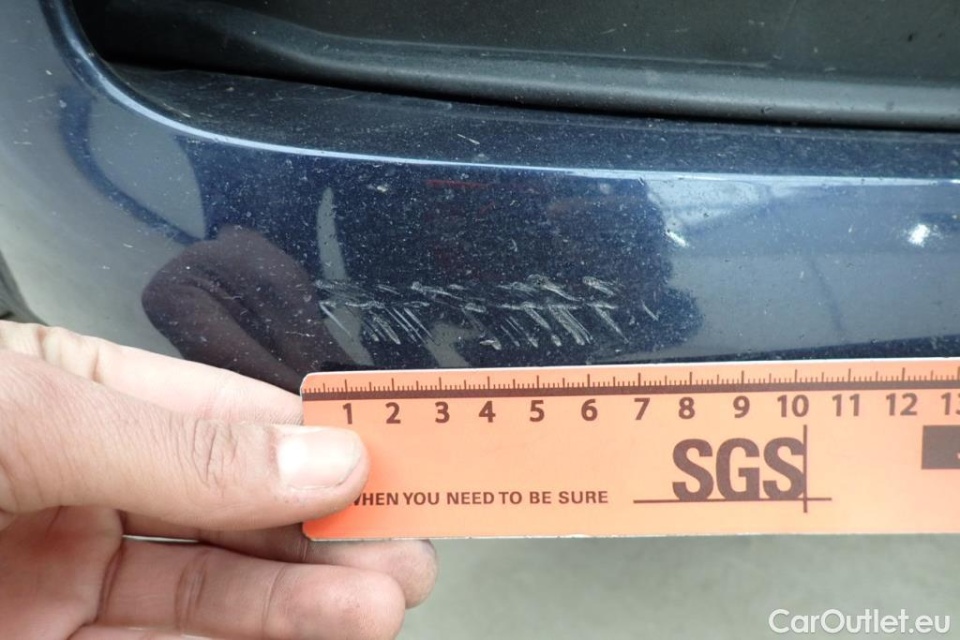 1 2 3 4 5 6 7 8 9 10 11 12 13
SGS
WHEN YOU NEED TO BE SURE
CarOutlet.eu